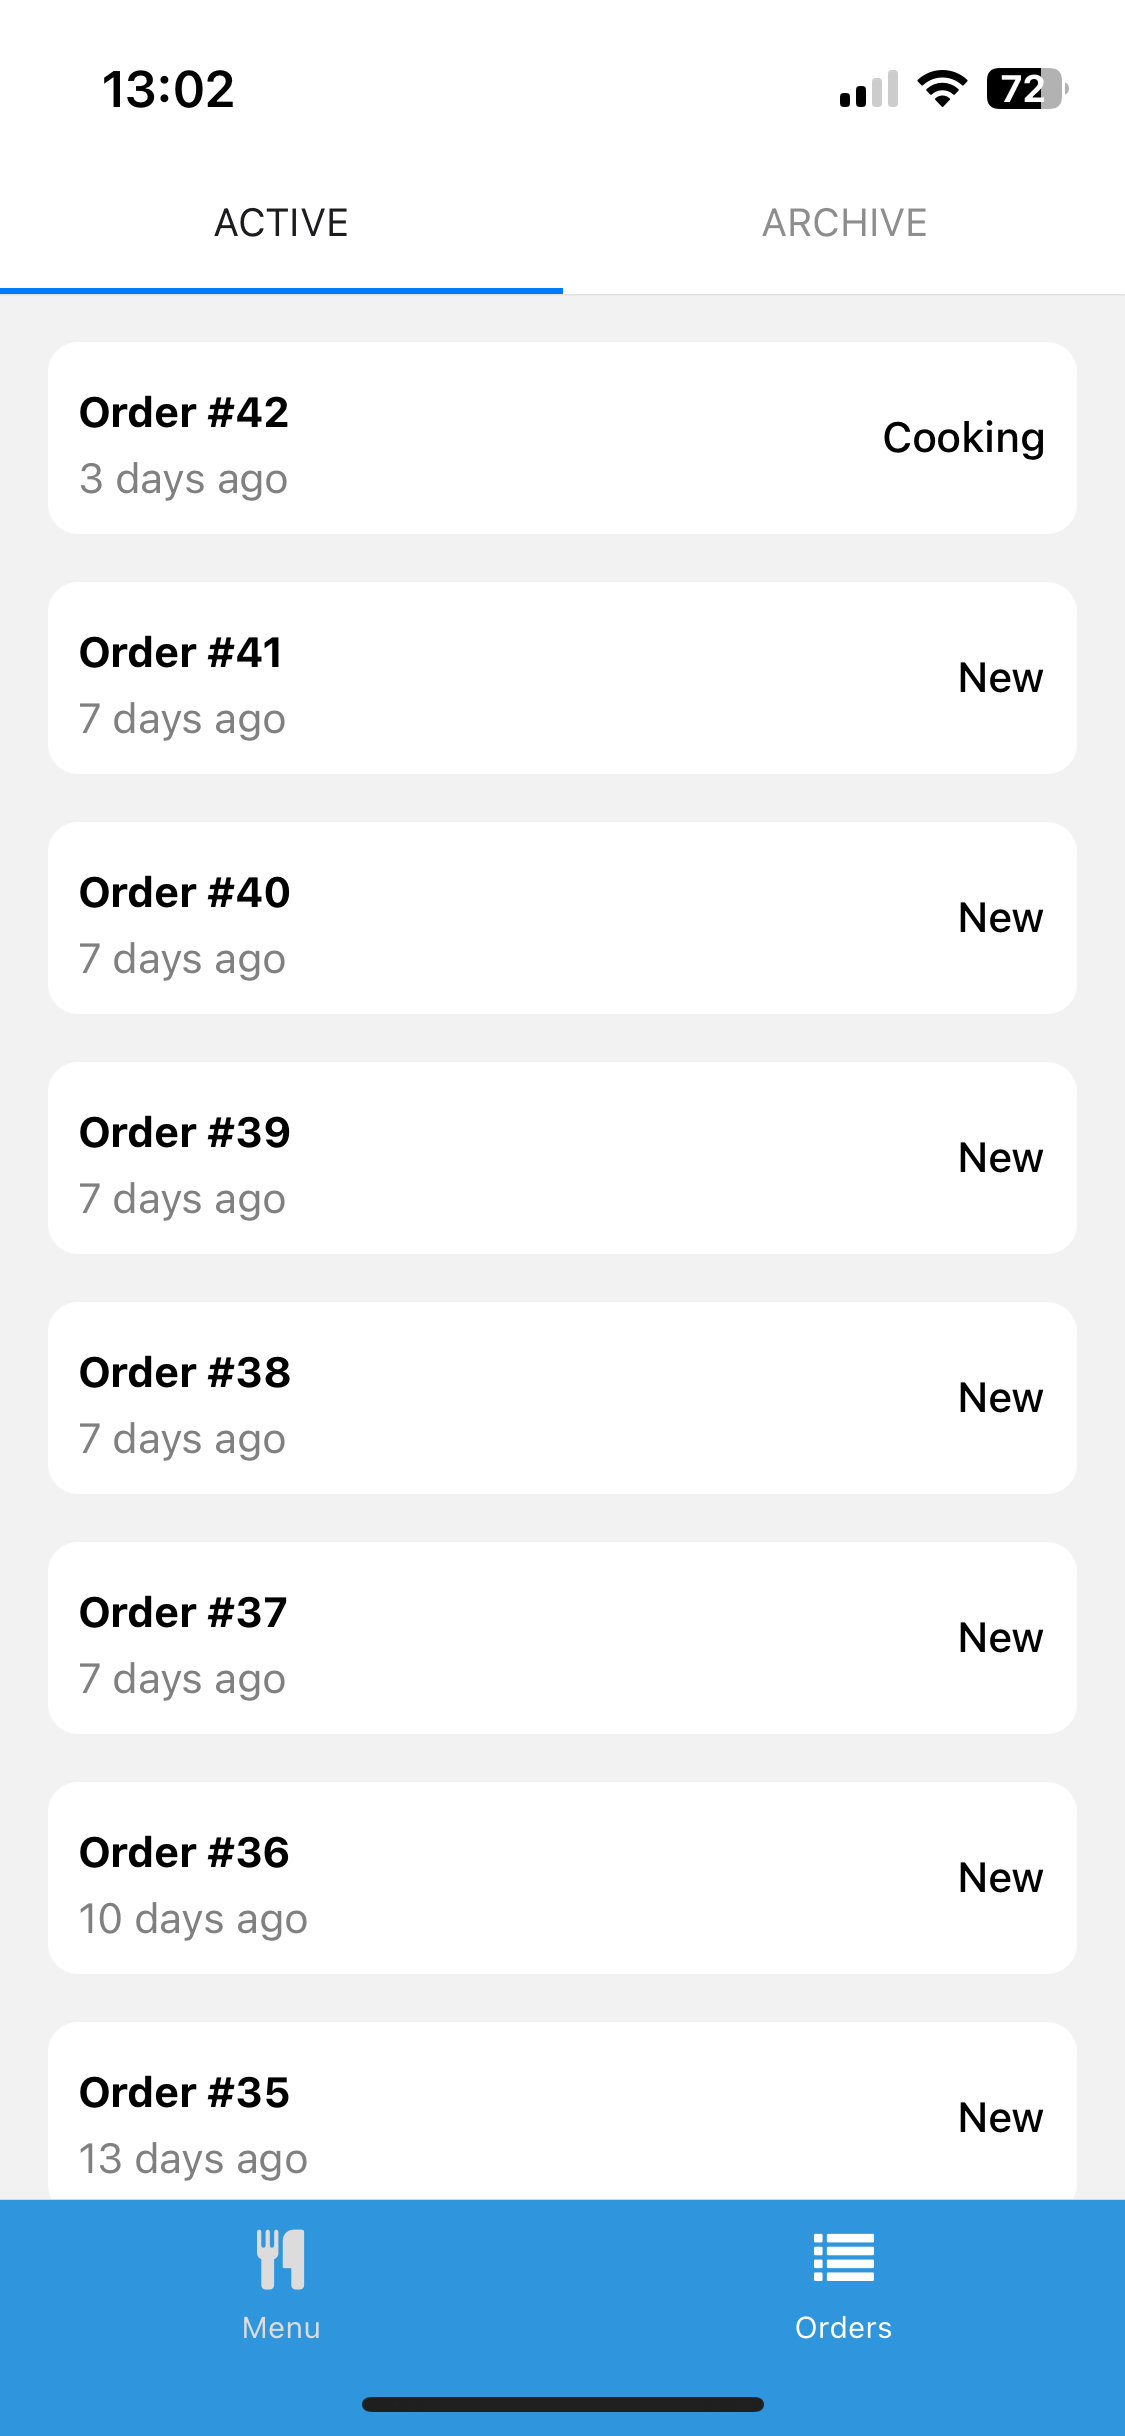 13:02
72
ACTIVE
ARCHIVE
Order #42
3 days ago
Cooking
Order #41
7 days ago
New
Order #40
7 days ago
New
Order #39
7 days ago
New
Order #38
7 days ago
New
Order #37
7 days ago
New
Order #36
10 days ago
New
Order #35
13 days ago
New
Menu
Orders